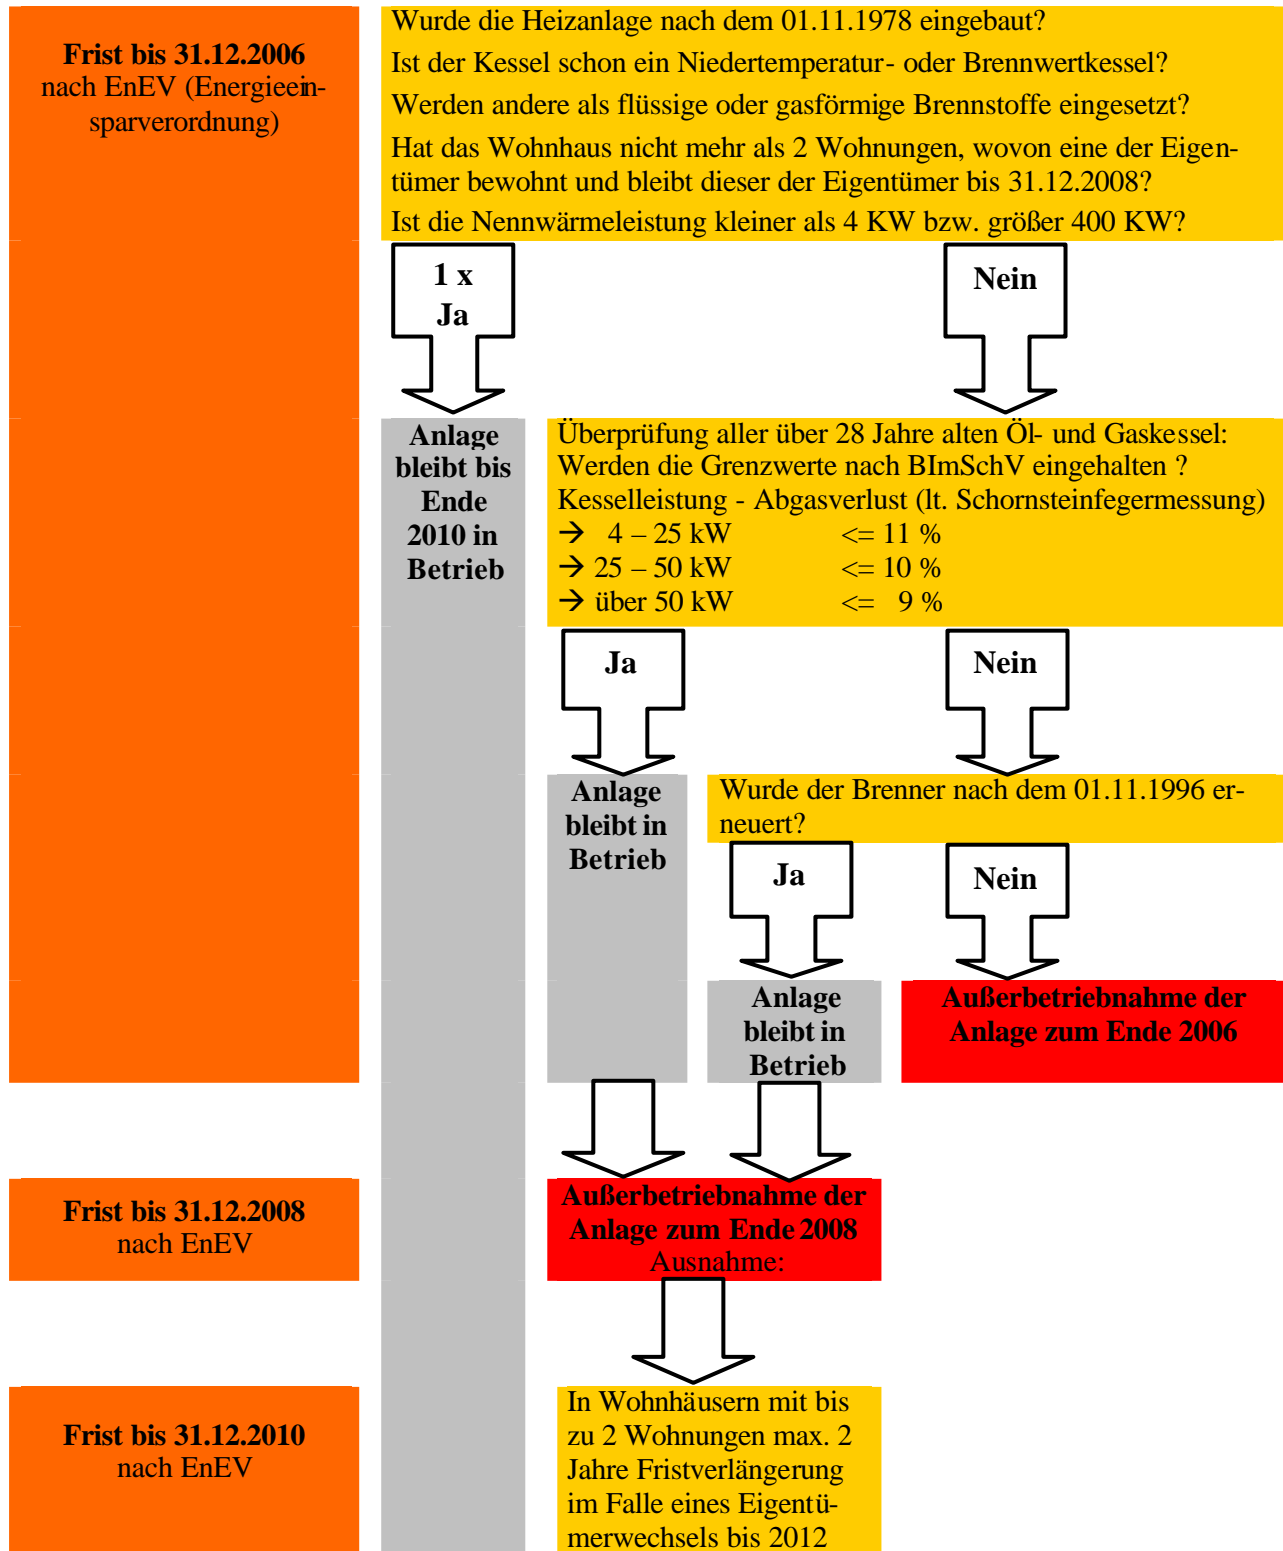 Frist bis 31.12.2006
nach EnEV (Energieein-
sparverordnung)
Wurde die Heizanlage nach dem 01.11.1978 eingebaut?
Ist der Kessel schon ein Niedertemperatur- oder Brennwertkessel?
Werden andere als flüssige oder gasförmige Brennstoffe eingesetzt?
Hat das Wohnhaus nicht mehr als 2 Wohnungen, wovon eine der Eigen-
tümer bewohnt und bleibt dieser der Eigentümer bis 31.12.2008?
Ist die Nennwärmeleistung kleiner als 4 KW bzw. größer 400 KW?
1 x
Ja
Nein
Anlage
bleibt bis
Ende
2010 in
Betrieb
Überprüfung aller über 28 Jahre alten Öl- und Gaskessel:
Werden die Grenzwerte nach BImSchV eingehalten ?
Kesselleistung - Abgasverlust (lt. Schornsteinfegermessung)
→ 4 – 25 kW <= 11 %
→ 25 – 50 kW <= 10 %
→ über 50 kW <= 9 %
Ja
Nein
Anlage
bleibt in
Betrieb
Wurde der Brenner nach dem 01.11.1996 er-
neuert?
Ja
Nein
Anlage
bleibt in
Betrieb
Außerbetriebnahme der
Anlage zum Ende 2006
Frist bis 31.12.2008
nach EnEV
Außerbetriebnahme der
Anlage zum Ende 2008
Ausnahme:
Frist bis 31.12.2010
nach EnEV
In Wohnhäusern mit bis
zu 2 Wohnungen max. 2
Jahre Fristverlängerung
im Falle eines Eigentü-
merwechsels bis 2012